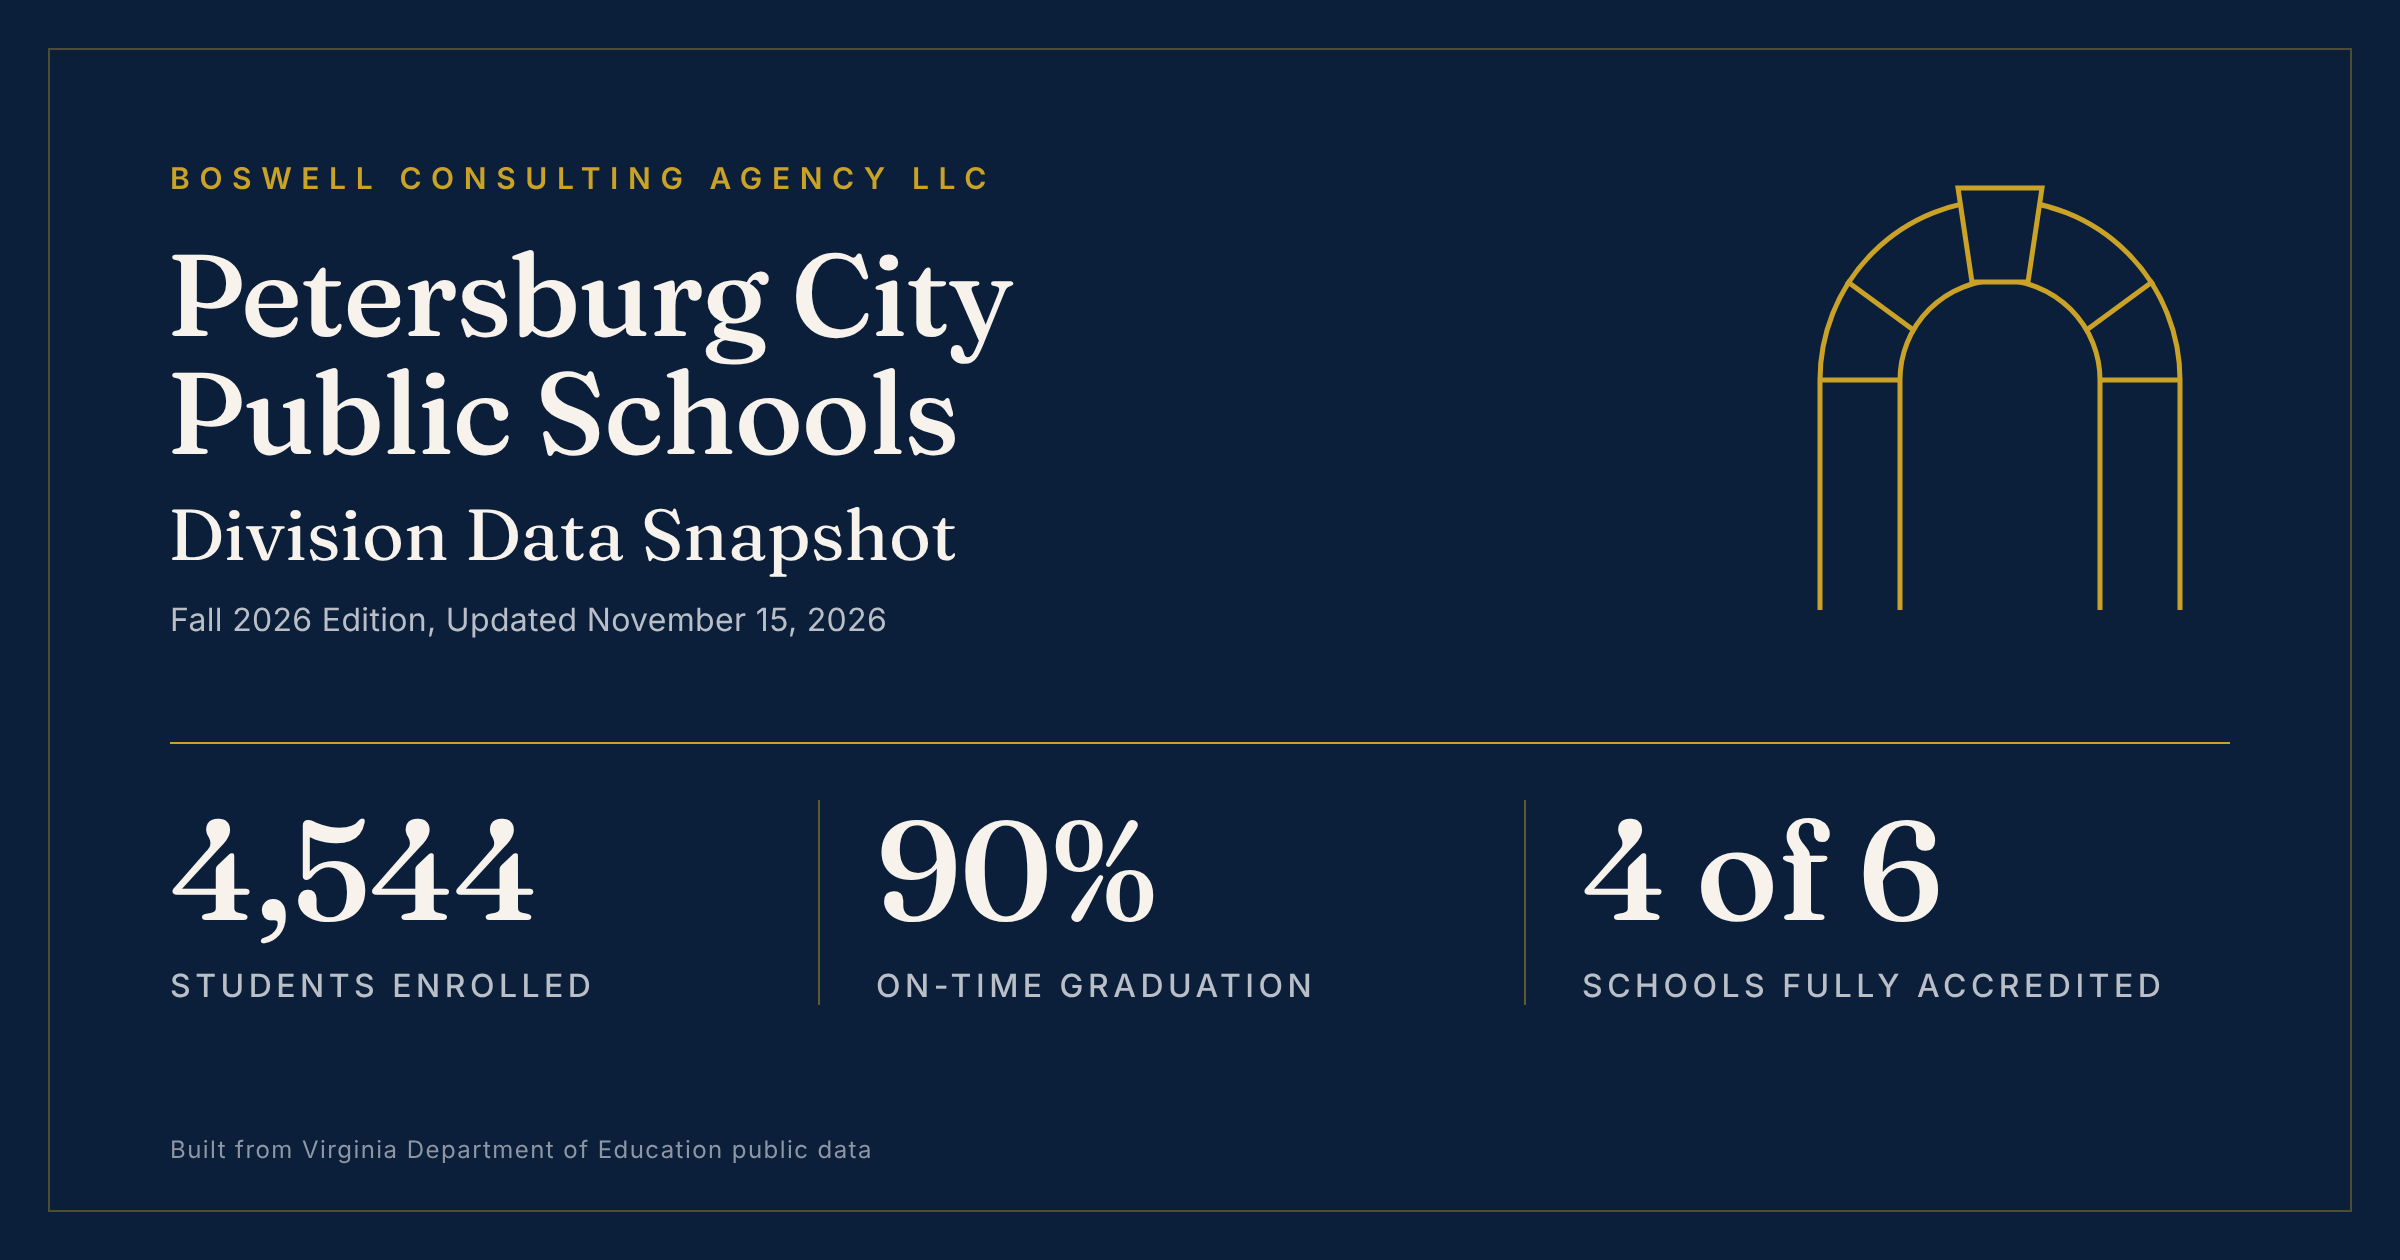 BOSWELL CONSULTING AGENCY LLC
Petersburg City
Public Schools
Division Data Snapshot
Fall 2026 Edition, Updated November 15, 2026
4,544
STUDENTS ENROLLED
90%
ON-TIME GRADUATION
4 of 6
SCHOOLS FULLY ACCREDITED
Built from Virginia Department of Education public data